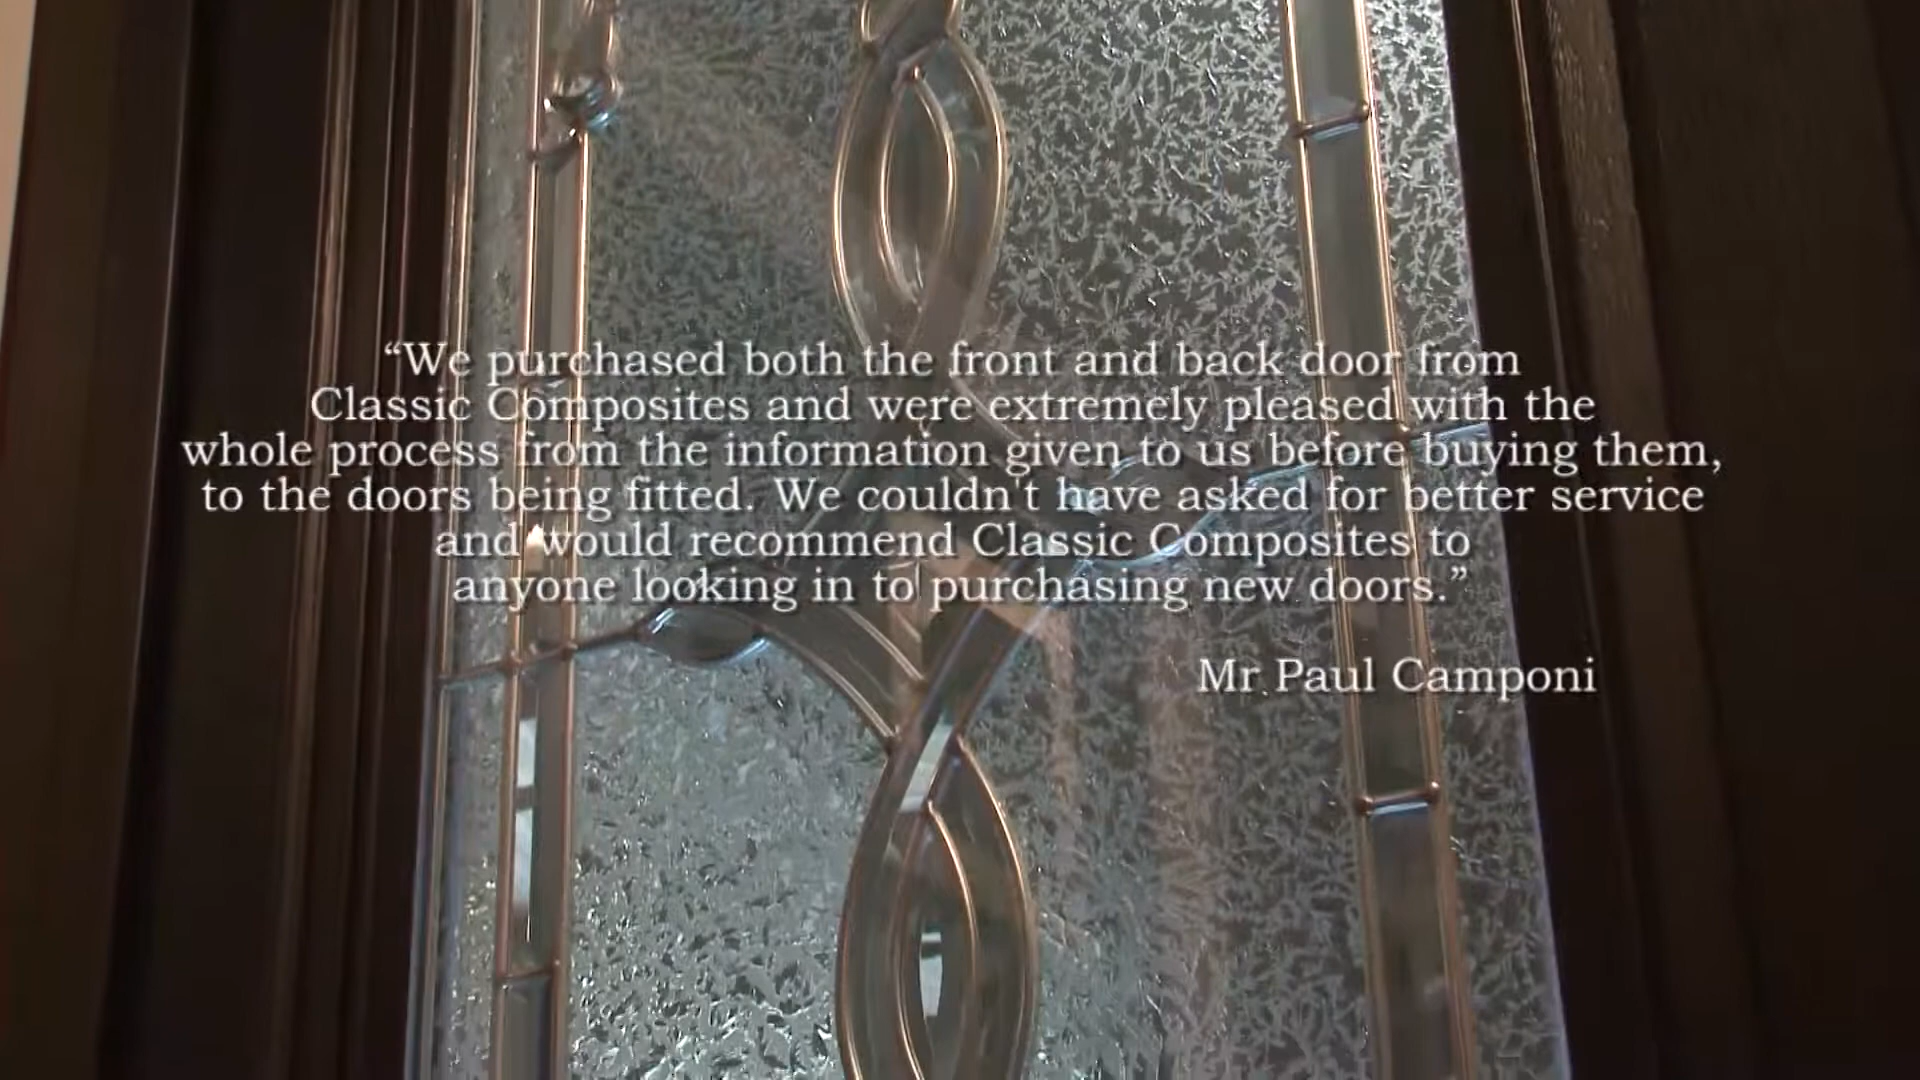 “We purchased both the front and back door from
Classic Composites and were extremely pleased with the
whole process from the information given to us before buying them,
to the doors being fitted. We couldn't have asked for better service
and would recommend Classic Composites to
anyone looking in to purchasing new doors.”
Mr Paul Camponi